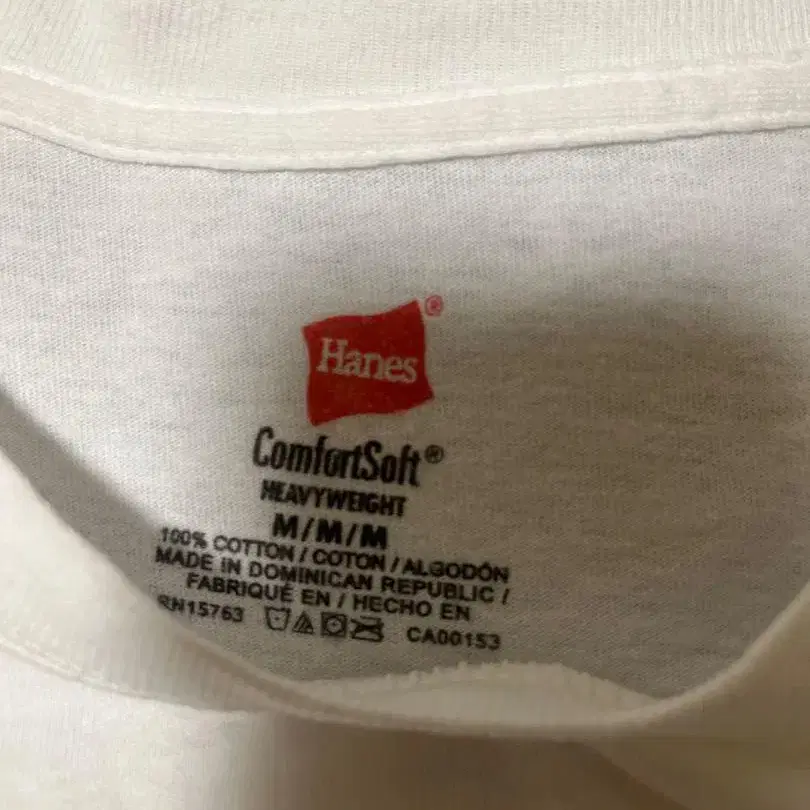 Hanes®
ComfortSoft®
HEAVYWEIGHT
M/M/M
100% COTTON / COTON / ALGODÓN
MADE IN DOMINICAN REPUBLIC /
FABRIQUÉ EN / HECHO EN
RN15763 CA00153